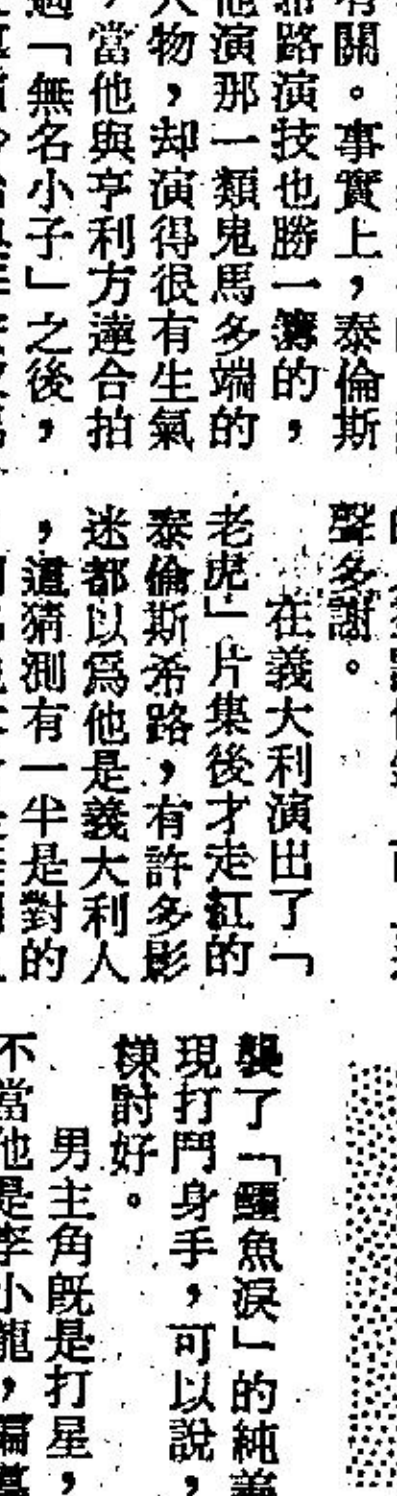 有關。事實上，泰倫斯
希路演技也勝一籌的，
他演那一類鬼馬多端的
人物，却演得很有生氣
，當他與亨利方達合拍
過「無名小子」之後，
聲多謝。
在義大利演出了「
老虎」片集後才走紅的
泰倫斯希路，有許多影
迷都以爲他是義大利人
，這猜測有一半是對的
襲了「鱷魚淚」的純
現打鬥身手，可以說，
樣討好。
男主角既是打星，
不當他是李小龍，